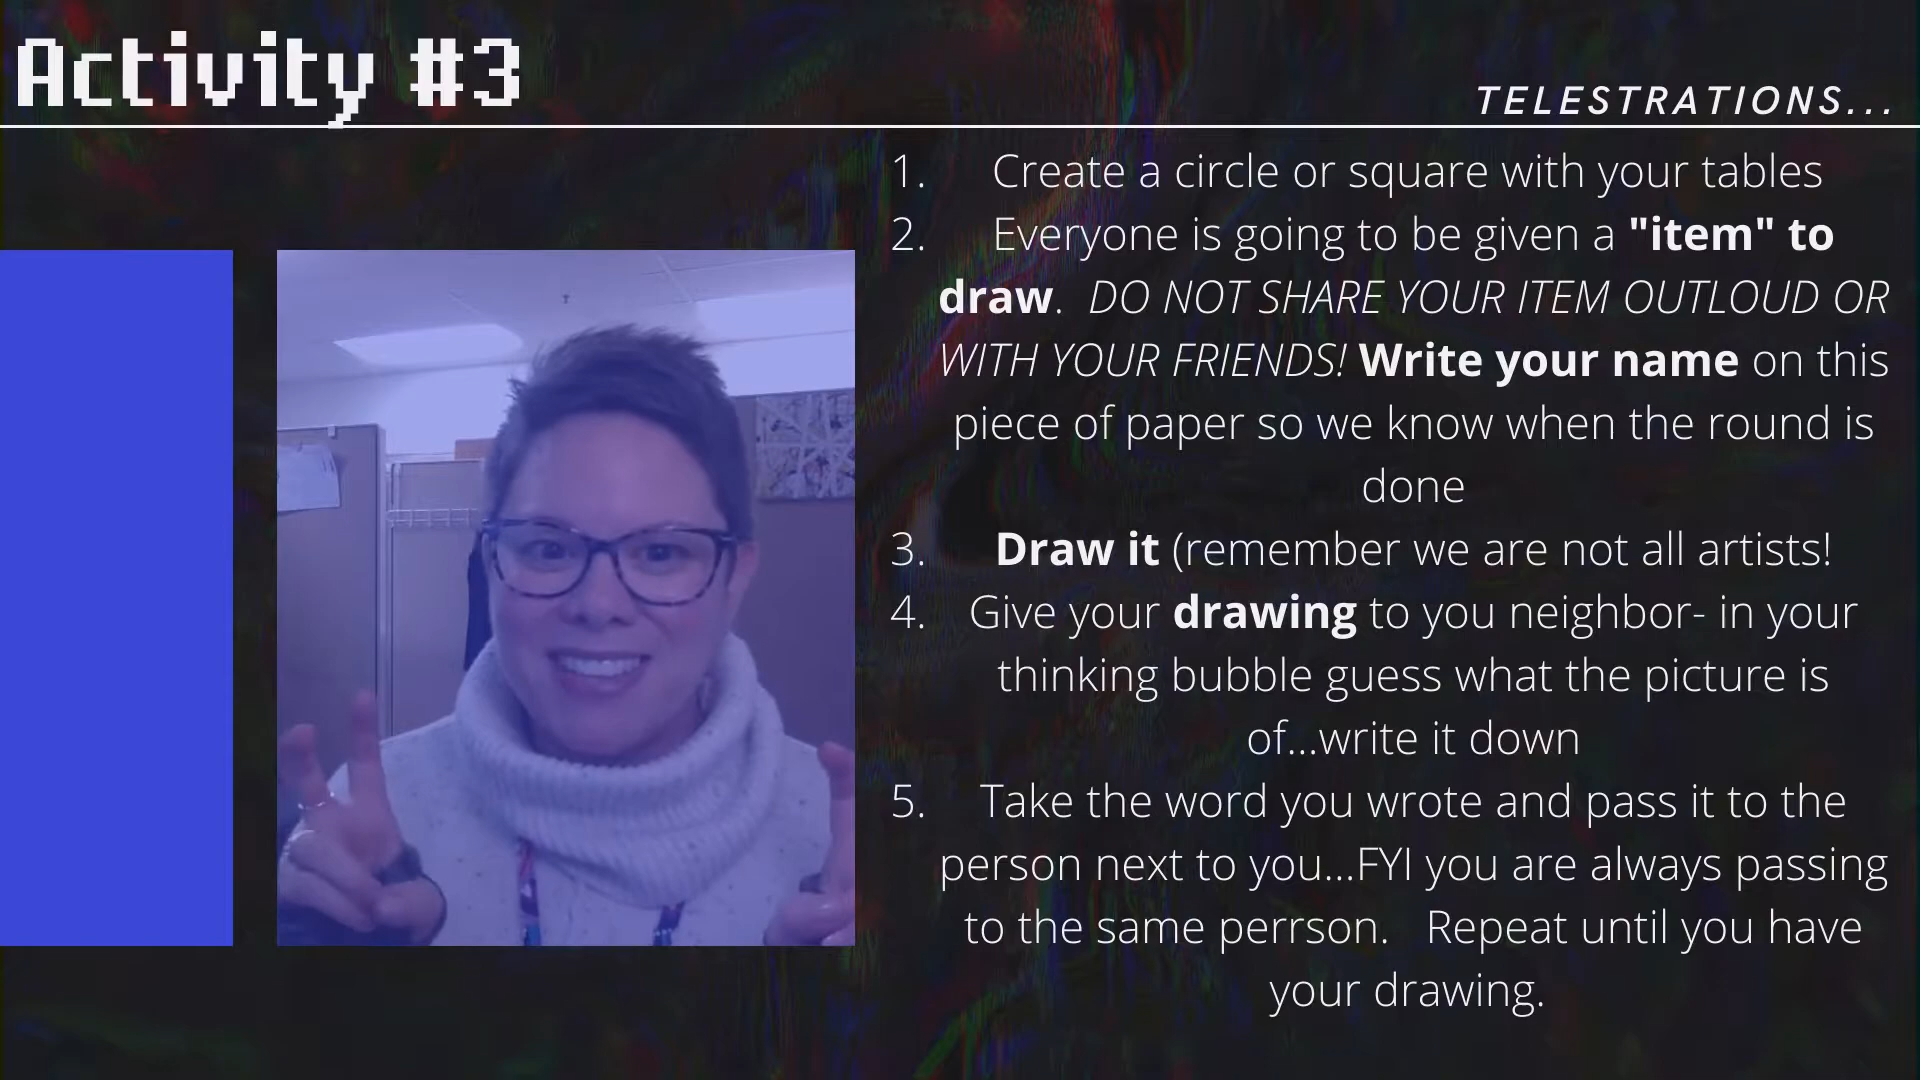 Activity #3
TELESTRATIONS...
1. Create a circle or square with your tables
2. Everyone is going to be given a "item" to
draw. DO NOT SHARE YOUR ITEM OUTLOUD OR
WITH YOUR FRIENDS! Write your name on this
piece of paper so we know when the round is
done
3. Draw it (remember we are not all artists!
4. Give your drawing to you neighbor- in your
thinking bubble guess what the picture is
of...write it down
5. Take the word you wrote and pass it to the
person next to you...FYI you are always passing
to the same perrson. Repeat until you have
your drawing.